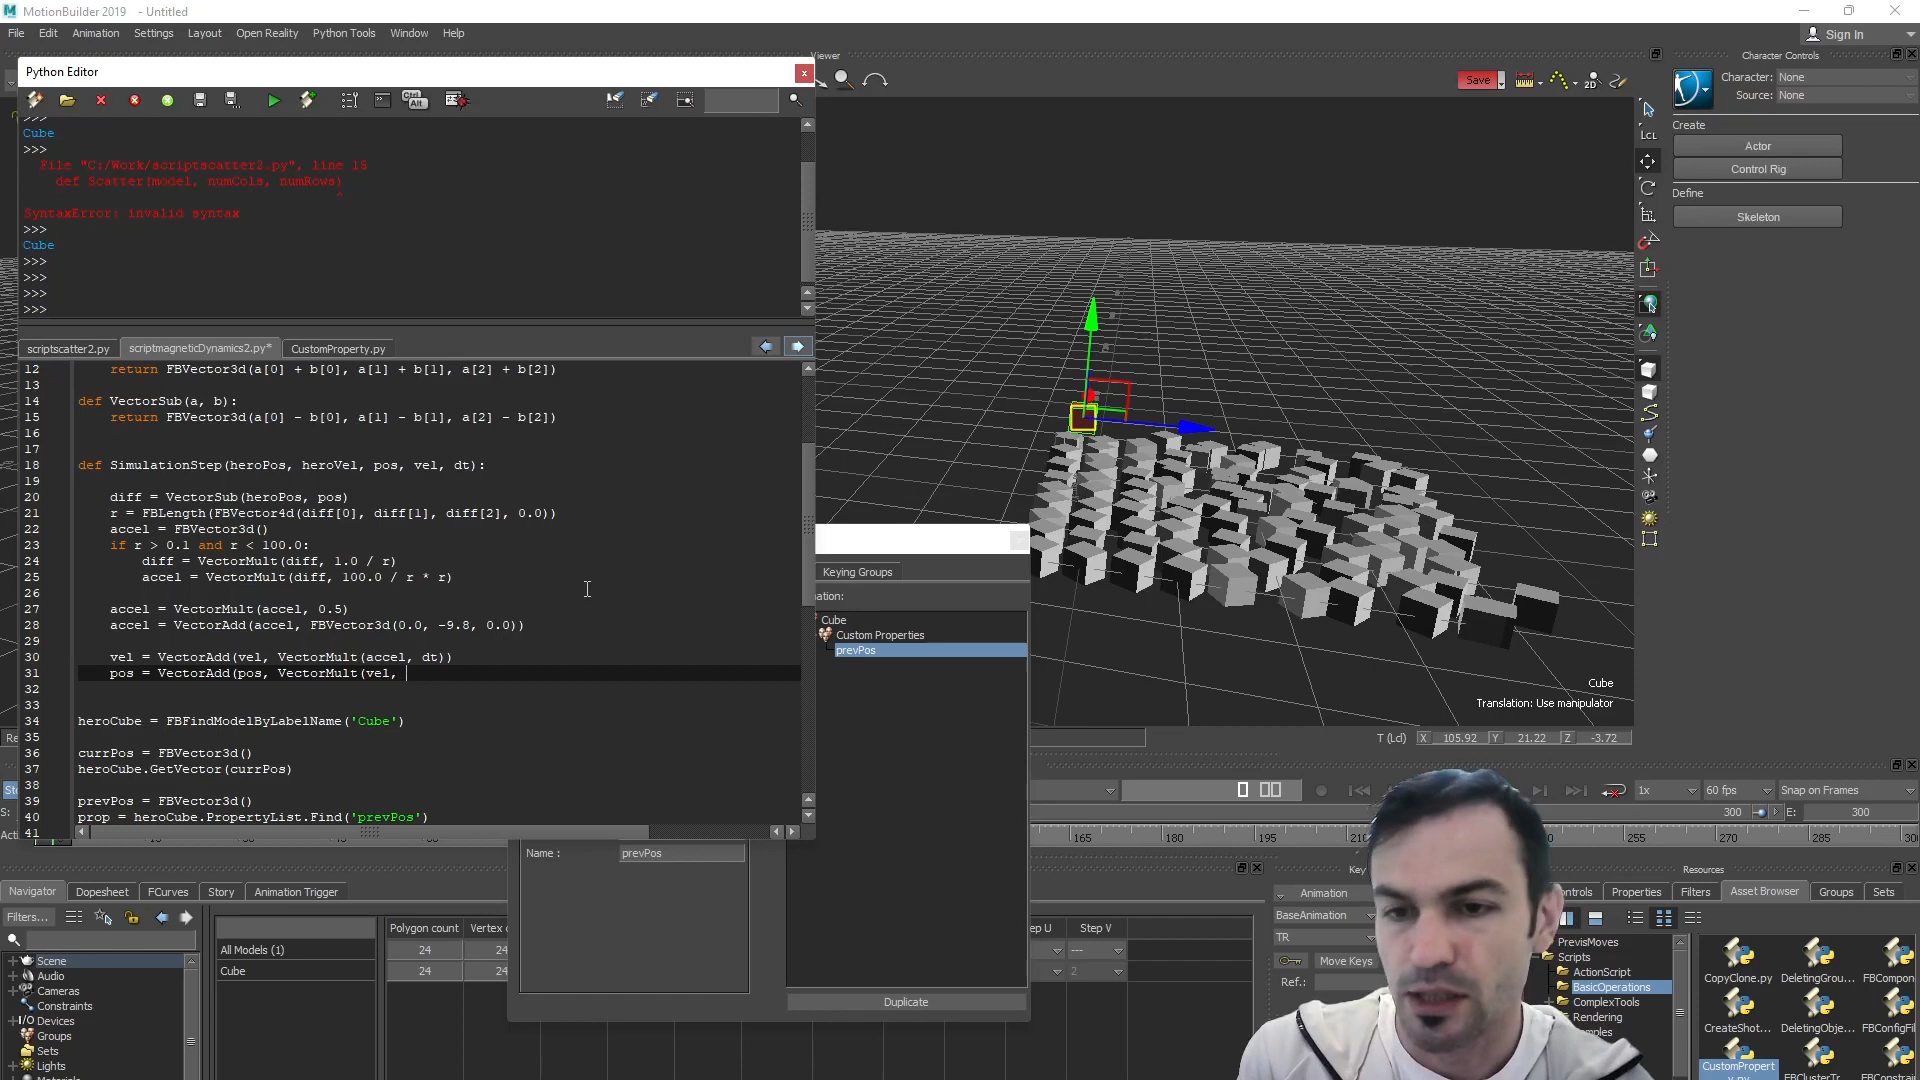 MotionBuilder 2019 - Untitled
File Edit Animation Settings Layout Open Reality Python Tools Window Help
Sign In
Python Editor
Viewer
Character Controls
Save
2D
Character: None
Source: None
Ctrl
Alt
LCL
Create
Actor
Control Rig
Define
Skeleton
>>>
Cube
>>>
File "C:/Work/scriptscatter2.py", line 15
def Scatter(model, numCols, numRows)
^
SyntaxError: invalid syntax
>>>
Cube
>>>
>>>
>>>
>>>
scriptscatter2.py scriptmagneticDynamics2.py* CustomProperty.py
12 return FBVector3d(a[0] + b[0], a[1] + b[1], a[2] + b[2])
13
14 def VectorSub(a, b):
15 return FBVector3d(a[0] - b[0], a[1] - b[1], a[2] - b[2])
16
17
18 def SimulationStep(heroPos, heroVel, pos, vel, dt):
19
20 diff = VectorSub(heroPos, pos)
21 r = FBLength(FBVector4d(diff[0], diff[1], diff[2], 0.0))
22 accel = FBVector3d()
23 if r > 0.1 and r < 100.0:
24 diff = VectorMult(diff, 1.0 / r)
25 accel = VectorMult(diff, 100.0 / r * r)
26
27 accel = VectorMult(accel, 0.5)
28 accel = VectorAdd(accel, FBVector3d(0.0, -9.8, 0.0))
29
30 vel = VectorAdd(vel, VectorMult(accel, dt))
31 pos = VectorAdd(pos, VectorMult(vel,
32
33
34 heroCube = FBFindModelByLabelName('Cube')
35
36 currPos = FBVector3d()
37 heroCube.GetVector(currPos)
38
39 prevPos = FBVector3d()
40 prop = heroCube.PropertyList.Find('prevPos')
41
Keying Groups
Cube
Custom Properties
prevPos
Name : prevPos
Duplicate
Cube
Translation: Use manipulator
T (Lcl) X 105.92 Y 21.22 Z -3.72
1x 60 fps Snap on Frames
300 E: 300
S:
165 180 195 255 270 285
Navigator Dopesheet FCurves Story Animation Trigger
Filters...
Scene
Audio
Cameras
Constraints
I/O Devices
Groups
Sets
Lights
All Models (1)
Cube
Polygon count
24 24
24 24
Step V
---
2
Key
Animation
BaseAnimation
TR
Move Keys
Ref.:
Resources
Properties Filters Asset Browser Groups Sets
PrevisMoves
Scripts
ActionScript
BasicOperations
ComplexTools
Rendering
CopyClone.py DeletingGrou...
CreateShot... DeletingObje... FBConfigFil
CustomPropert
y.py
FBClusterTr...